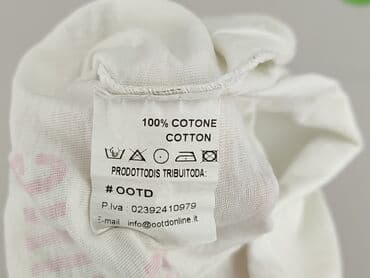 100% COTONE
COTTON
PRODOTTODIS TRIBUITODA:
#OOTD
P.Iva : 02392410979
E-mail info@ootdonline.it